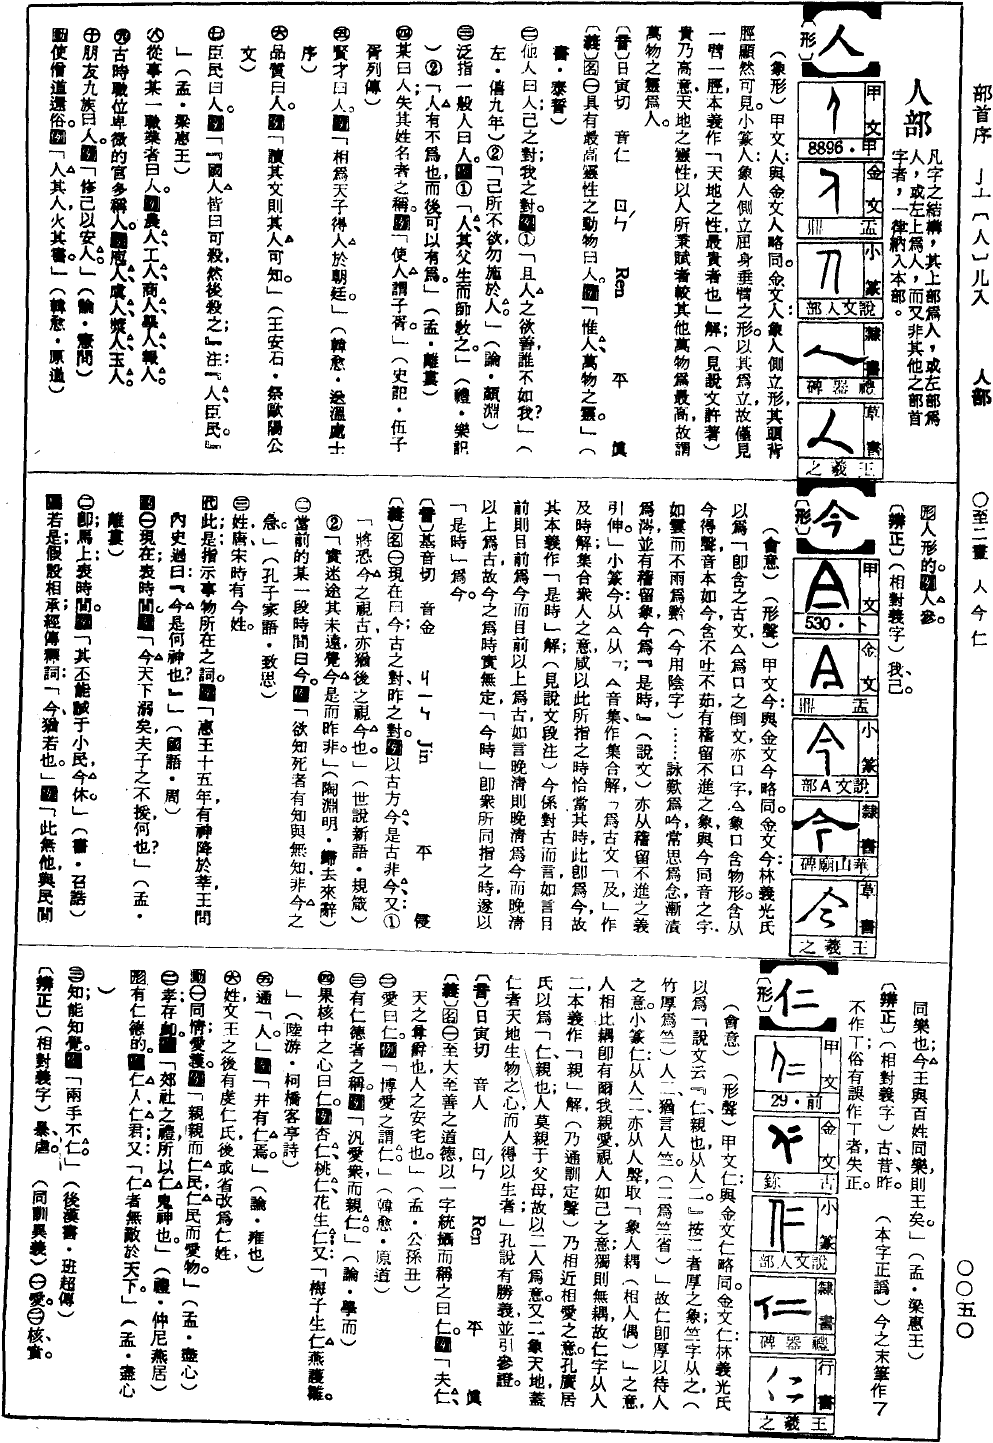 部首序 人部
〇至二畫 人今仁
〇〇五〇
人部
凡字之結構，其上部爲人，或左部爲
人，或左上爲人，而又非其他之部首
字者，一律納入本部。
人
〔形〕
甲文 8896・甲
金文 鼎盂
小篆 部人文說
隸書 碑器禮
草書 之羲王
（象形）甲文人：與金文人略同。金文人：象人側立形，其頭背
脛顯然可見。小篆人：象人側立屈身垂臂之形。以其爲立，故僅見
一臂一脛。本義作「天地之性最貴者也」解（見說文許著）
貴乃高意，天地之靈性以人所秉賦者較其他萬物爲最高，故謂
萬物之靈爲人。
〔音〕日寅切 音仁 ㄖㄣˊ Ren 平 眞
〔義〕名㊀具有最高靈性之動物曰人。例「惟人萬物之靈。」（
書・泰誓）
㊁他人曰人；己之對；我之對。例①「且人之欲善，誰不如我？」（
左・僖九年）②「己所不欲，勿施於人。」（論・顏淵）
㊂泛指一般人曰人。例①「人其父生而師教之。」（禮・樂記
）②「人有不爲也，而後可以有爲。」（孟・離婁）
㊃某曰人；失其姓名者之稱。例「使人謂子胥。」（史記・伍子
胥列傳）
㊄賢才曰人。例「相爲天子得人於朝廷。」（韓愈・送溫處士
序）
㊅品質曰人。例「讀其文則其人可知。」（王安石・祭歐陽公
文）
㊆臣民曰人。例「『國人皆曰可殺，然後殺之』；注：『人、臣民。』
」（孟・梁惠王）
㊇從事某一職業者曰人。例農人、工人、商人、學人、報人。
㊈古時職位卑微的官多稱人。例庖人、虞人、漿人、玉人。
㊉朋友九族曰人。例「修己以安人。」（論・憲問）
動使僧道還俗。例「人其人，火其書。」（韓愈・原道）
形人形的。例人參。
〔辨正〕（相對義字）我、己。
今
〔形〕
甲文 530・卜
金文 鼎盂
小篆 部亼文說
隸書 碑廟山華
草書 之羲王
（會意）（形聲）甲文今：與金文今略同。金文今：林義光氏
以爲「即含之古文，亼爲口之倒文，亦口字，今象口含物形。含从
今得聲，音本如今，含不吐不茹有稽留不進之象，與今同音之字，
如雲而不雨爲黔（今用陰字）……詠歎爲吟，常思爲念，漸漬
爲涔，並有稽留象，今爲『是時』（說文）亦从稽留不進之義
引伸。」小篆今：从亼从「；亼音集，作集合解，「爲古文「及」作
及時解，集合衆人之意，咸以此所指之時恰當其時，此即爲今，故
其本義作「是時」解（見說文段注）今係對古而言，如言目
前則目前爲今，而目前以上爲古；如言晚清則晚清爲今，而晚清
以上爲古，故今之爲時實無定，「今時」即衆所同指之時，遂以
「是時」爲今。
〔音〕基音切 音金 ㄐㄧㄣ Jin 平 侵
〔義〕名㊀現在曰今；古之對；昨之對。例以古方今，是古非今；又：①
「將恐今之視古，亦猶後之視今也。」（世說新語・規箴）
②「實迷途其未遠，覺今是而昨非。」（陶淵明・歸去來辭）
㊁當前的某一段時間曰今。例「欲知死者有知與無知，非今之
急。」（孔子家語・致思）
㊂姓，唐宋時有今姓。
代此；是；指示事物所在之詞。例「惠王十五年，有神降於莘，王問
內史過曰：『今是何神也？』」（國語・周）
副㊀現在；表時間。例「今天下溺矣，夫子之不援，何也？」（孟・
離婁）
㊁即；馬上；表時間。例「其丕能諴于小民，今休。」（書・召誥）
連若；是假設相承；經傳釋詞：「今，猶若也。」例「此無他，與民同
同樂也；今王與百姓同樂，則王矣。」（孟・梁惠王）
〔辨正〕（相對義字）古、昔、昨。 （本字正譌）今之末筆作㇇
不作丅；俗有誤作丅者失正。
仁
〔形〕
甲文 29・前
金文 古鉩
小篆 部人文說
隸書 碑器禮
行書 之羲王
（會意）（形聲）甲文仁：與金文仁略同。金文仁：林義光氏
以爲「說文云『仁、親也，从人二。』按二者厚之象；竺字从之，（
竹厚爲竺）人二猶言人竺。（二爲竺省）」故仁即厚以待人
之意。小篆仁：从人二，亦从人聲，取「象人耦（相人偶）」之意，
人相比耦即有爾我親愛，視人如己之意；獨則無耦，故仁字从人
二，本義作「親」解（乃通訓定聲）乃相近相愛之意。孔廣居
氏以爲「仁，親也；人莫親于父母，故以二人爲意。又二象天地，蓋
仁者天地生物之心，而人得以生者」孔說有勝義，並引參證。
〔音〕日寅切 音人 ㄖㄣˊ Ren 平 眞
〔義〕名㊀至大至善之道德，以一字統攝而稱之曰仁。例「夫仁，
天之尊爵也，人之安宅也。」（孟・公孫丑）
㊁愛曰仁。例「博愛之謂仁。」（韓愈・原道）
㊂有仁德者之稱。例「汎愛衆而親仁。」（論・學而）
㊃果核中之心曰仁。例杏仁、桃仁、花生仁；又：「梅子生仁燕護雛。
」（陸游・柯橋客亭詩）
㊄通「人。」例「井有仁焉。」（論・雍也）
㊅姓，文王之後有虔仁氏，後或省改爲仁姓。
動㊀同情；愛護。例「親親而仁民，仁民而愛物。」（孟・盡心）
㊁孝；存卹。例「郊社之禮，所以仁鬼神也。」（禮・仲尼燕居）
形有仁德的。例仁人、仁君；又：「仁者無敵於天下。」（孟・盡心
）
㊂知能；知覺。例「兩手不仁。」（後漢書・班超傳）
〔辨正〕（相對義字）暴、虐。 （同訓異義）㊀愛。㊁核、實